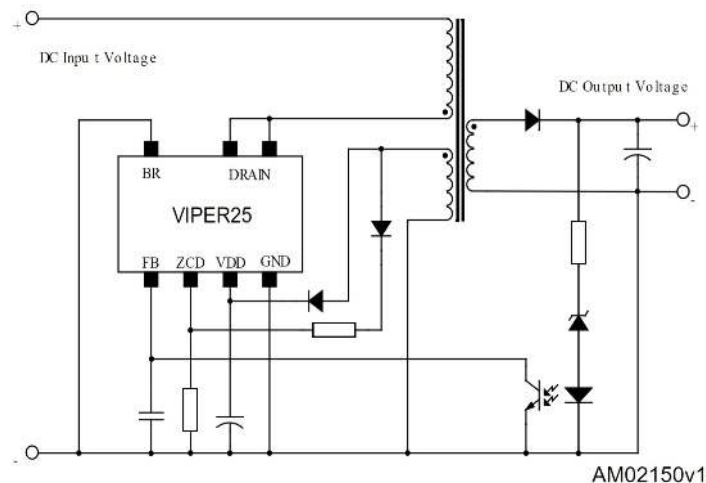 +
DC Input Voltage
DC Output Voltage
+
-
BR
DRAIN
VIPER25
FB
ZCD
VDD
GND
-
AM02150v1